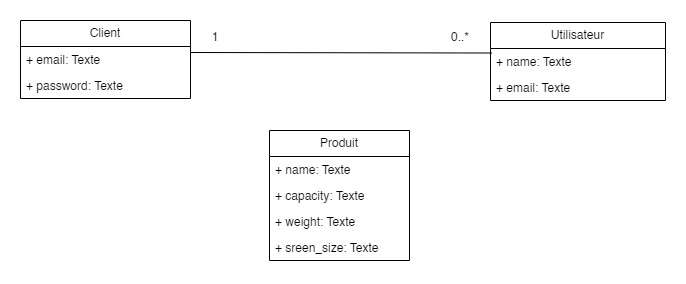 Client
1
0..*
Utilisateur
+ email: Texte
+ password: Texte
+ name: Texte
+ email: Texte
Produit
+ name: Texte
+ capacity: Texte
+ weight: Texte
+ sreen_size: Texte